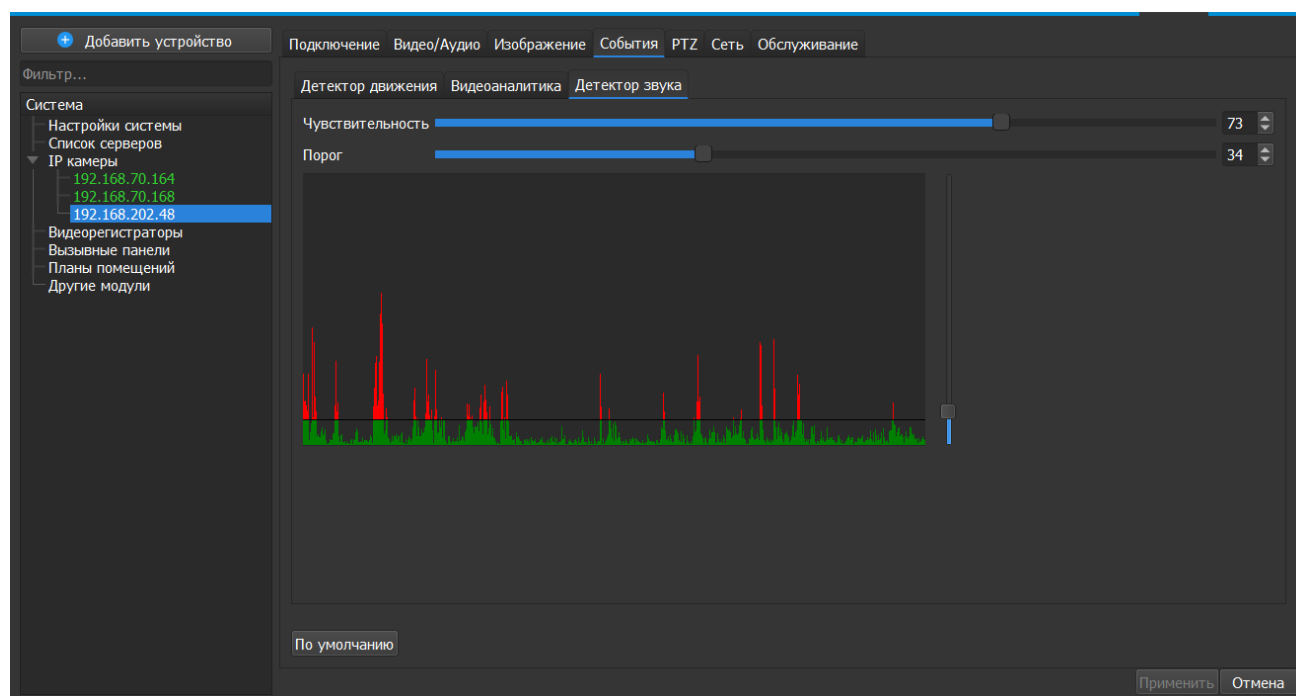 Добавить устройство
Фильтр...
Система
Настройки системы
Список серверов
IP камеры
192.168.70.164
192.168.70.168
192.168.202.48
Видеорегистраторы
Вызывные панели
Планы помещений
Другие модули
Подключение Видео/Аудио Изображение События PTZ Сеть Обслуживание
Детектор движения Видеоаналитика Детектор звука
Чувствительность 73
Порог 34
По умолчанию
Применить Отмена